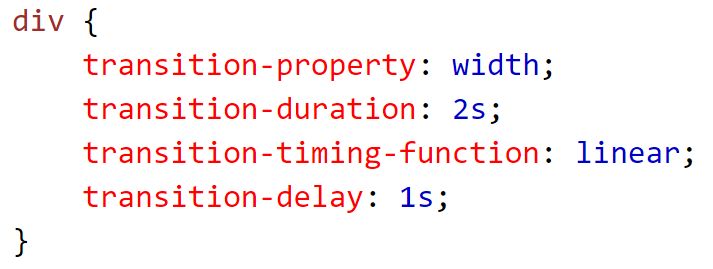 div {
    transition-property: width;
    transition-duration: 2s;
    transition-timing-function: linear;
    transition-delay: 1s;
}